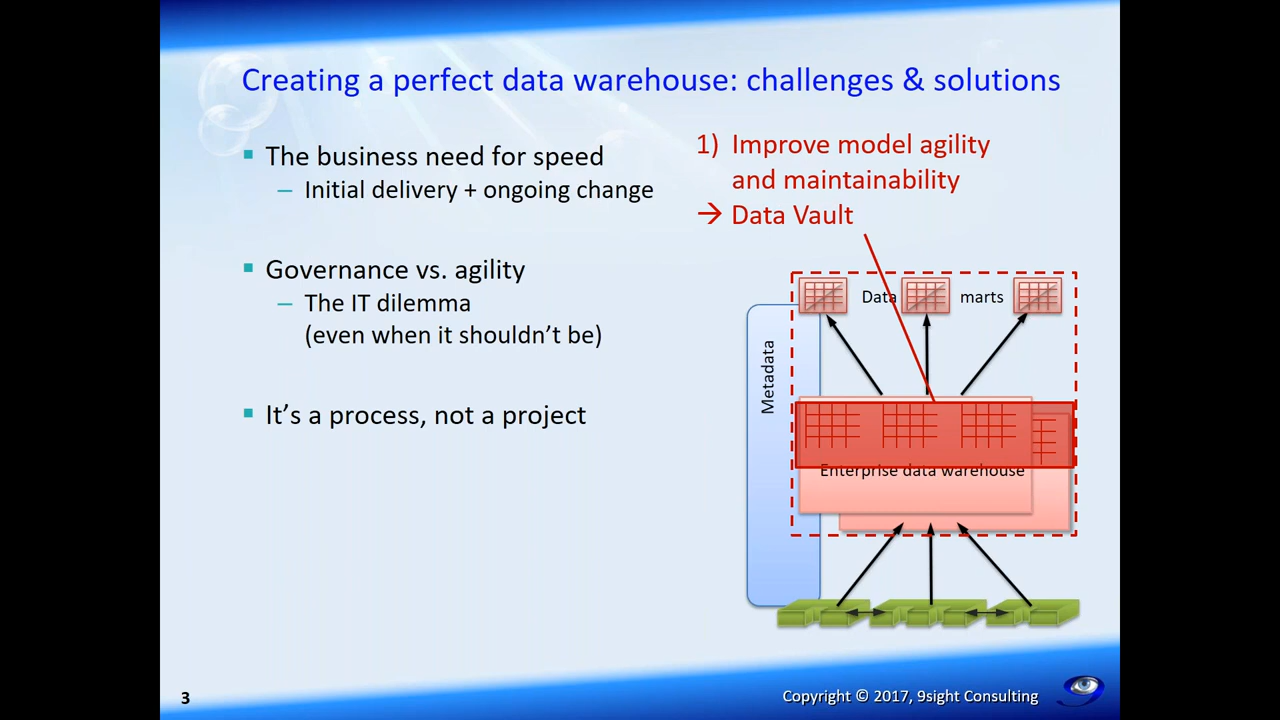 Creating a perfect data warehouse: challenges & solutions
▪ The business need for speed
– Initial delivery + ongoing change
▪ Governance vs. agility
– The IT dilemma
(even when it shouldn’t be)
▪ It’s a process, not a project
1) Improve model agility
and maintainability
→ Data Vault
Data marts
Metadata
Enterprise data warehouse
3
Copyright © 2017, 9sight Consulting